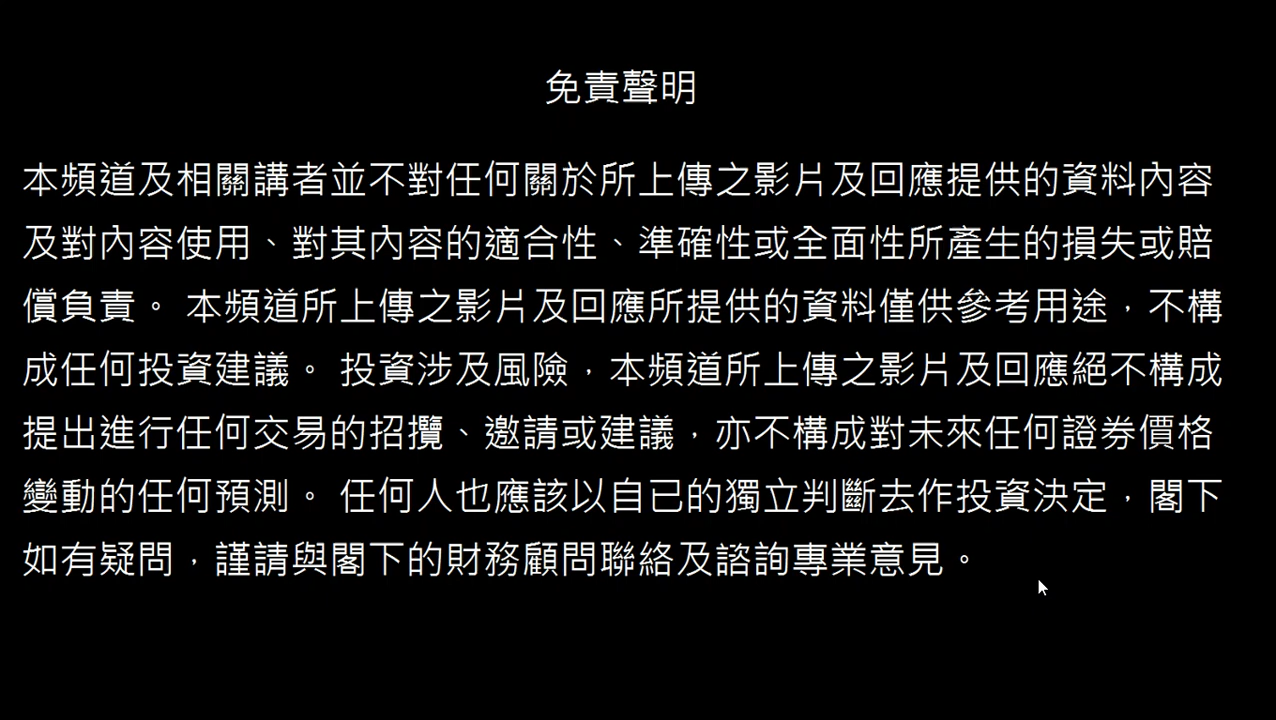 免責聲明
本頻道及相關講者並不對任何關於所上傳之影片及回應提供的資料內容
及對內容使用、對其內容的適合性、準確性或全面性所產生的損失或賠
償負責。 本頻道所上傳之影片及回應所提供的資料僅供參考用途，不構
成任何投資建議。 投資涉及風險，本頻道所上傳之影片及回應絕不構成
提出進行任何交易的招攬、邀請或建議，亦不構成對未來任何證券價格
變動的任何預測。 任何人也應該以自已的獨立判斷去作投資決定，閣下
如有疑問，謹請與閣下的財務顧問聯絡及諮詢專業意見。